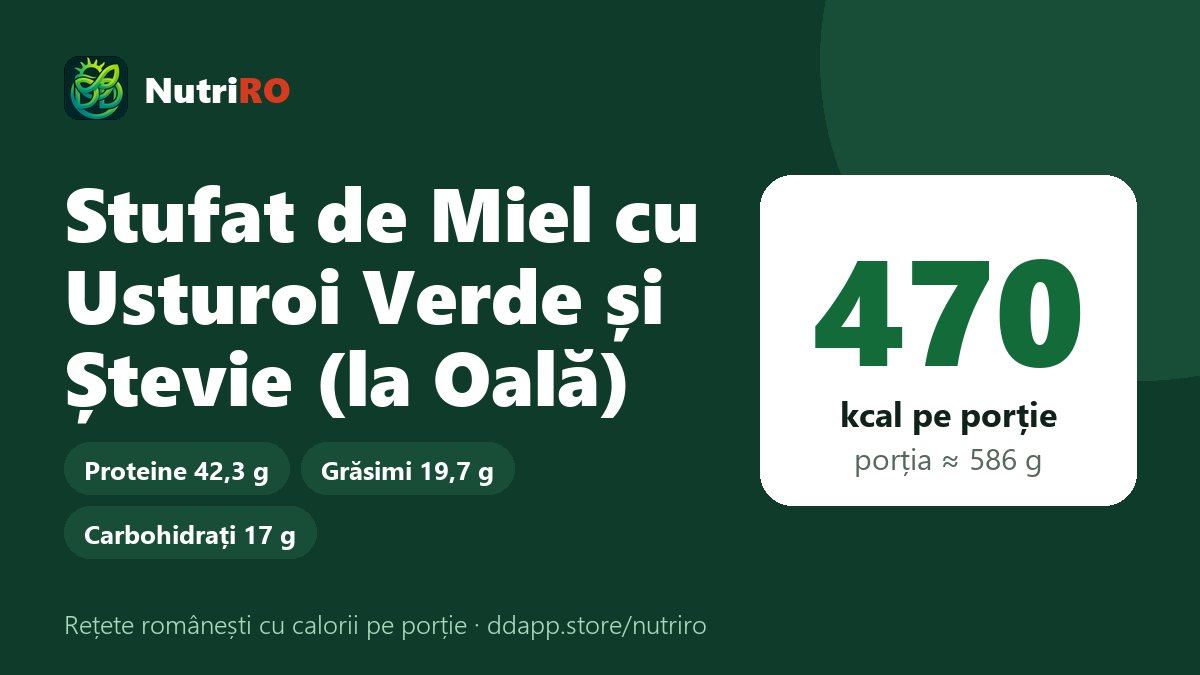 NutriRO
Stufat de Miel cu
Usturoi Verde și
Ștevie (la Oală)
Proteine 42,3 g
Grăsimi 19,7 g
Carbohidrați 17 g
470
kcal pe porție
porția ≈ 586 g
Rețete românești cu calorii pe porție · ddapp.store/nutriro